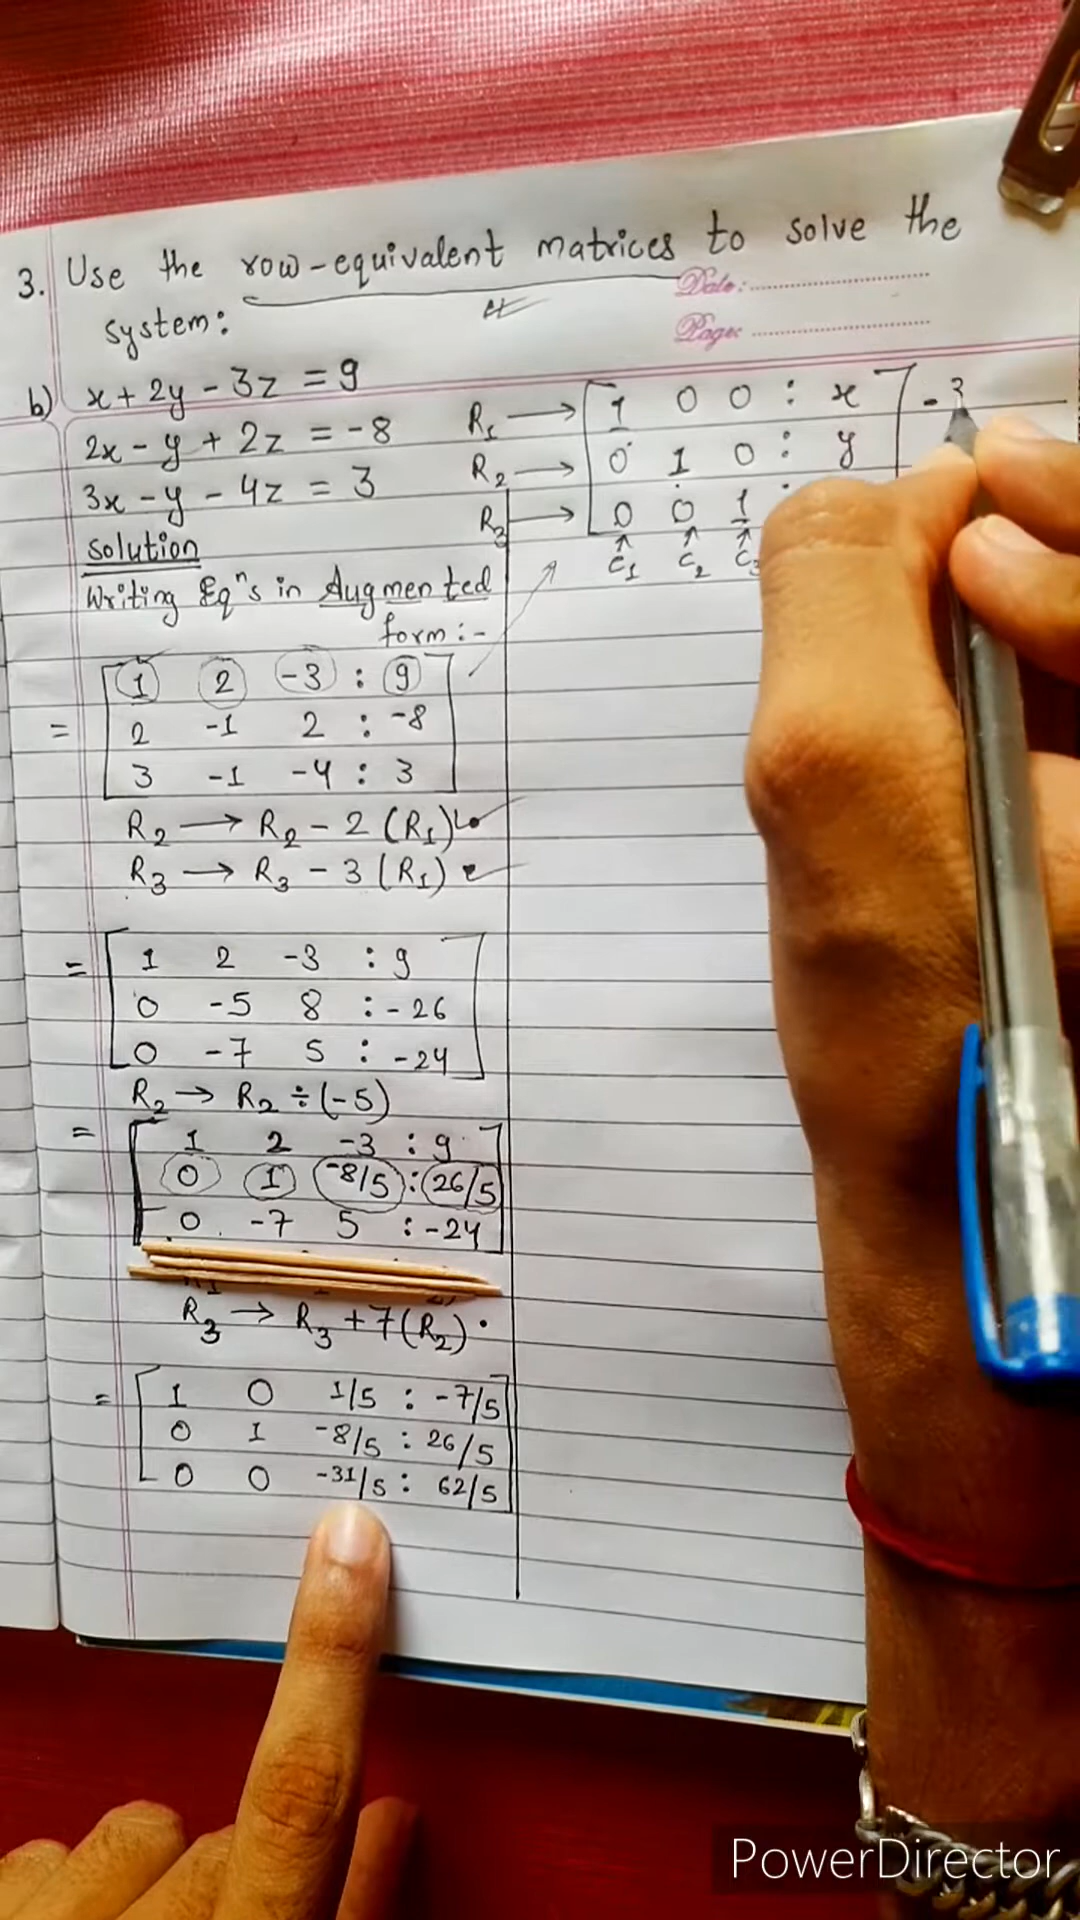 3. Use the row-equivalent matrices to solve the
system:
Date:
Page:
b) x + 2y - 3z = 9
2x - y + 2z = -8
3x - y - 4z = 3
Solution
Writing Eqⁿ's in Augmented
form:-
= [ 1 2 -3 : 9
2 -1 2 : -8
3 -1 -4 : 3 ]
R₂ → R₂ - 2 (R₁)
R₃ → R₃ - 3 (R₁)
= [ 1 2 -3 : 9
0 -5 8 : -26
0 -7 5 : -24 ]
R₂ → R₂ ÷ (-5)
= [ 1 2 -3 : 9
0 1 -8/5 : 26/5
0 -7 5 : -24 ]
R₃ → R₃ + 7(R₂)
= [ 1 0 1/5 : -7/5
0 1 -8/5 : 26/5
0 0 -31/5 : 62/5 ]
R₁ → [ 1 0 0 : x ] -
R₂ → 0 1 0 : y
R₃ → 0 0 1
C₁ C₂ C₃
PowerDirector